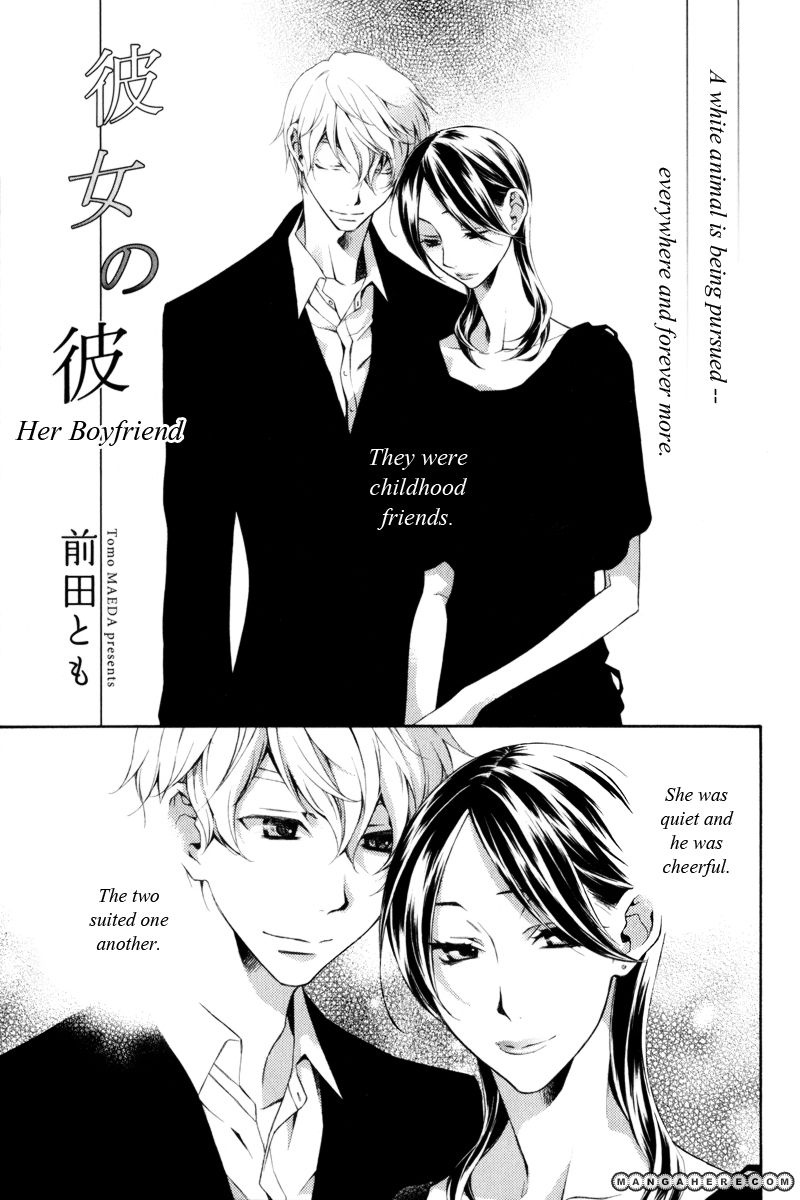 A white animal is being pursued --
everywhere and forever more.
彼女の彼
Her Boyfriend
前田とも
Tomo MAEDA presents
They were
childhood
friends.
She was
quiet and
he was
cheerful.
The two
suited one
another.
MANGAHERE.COM